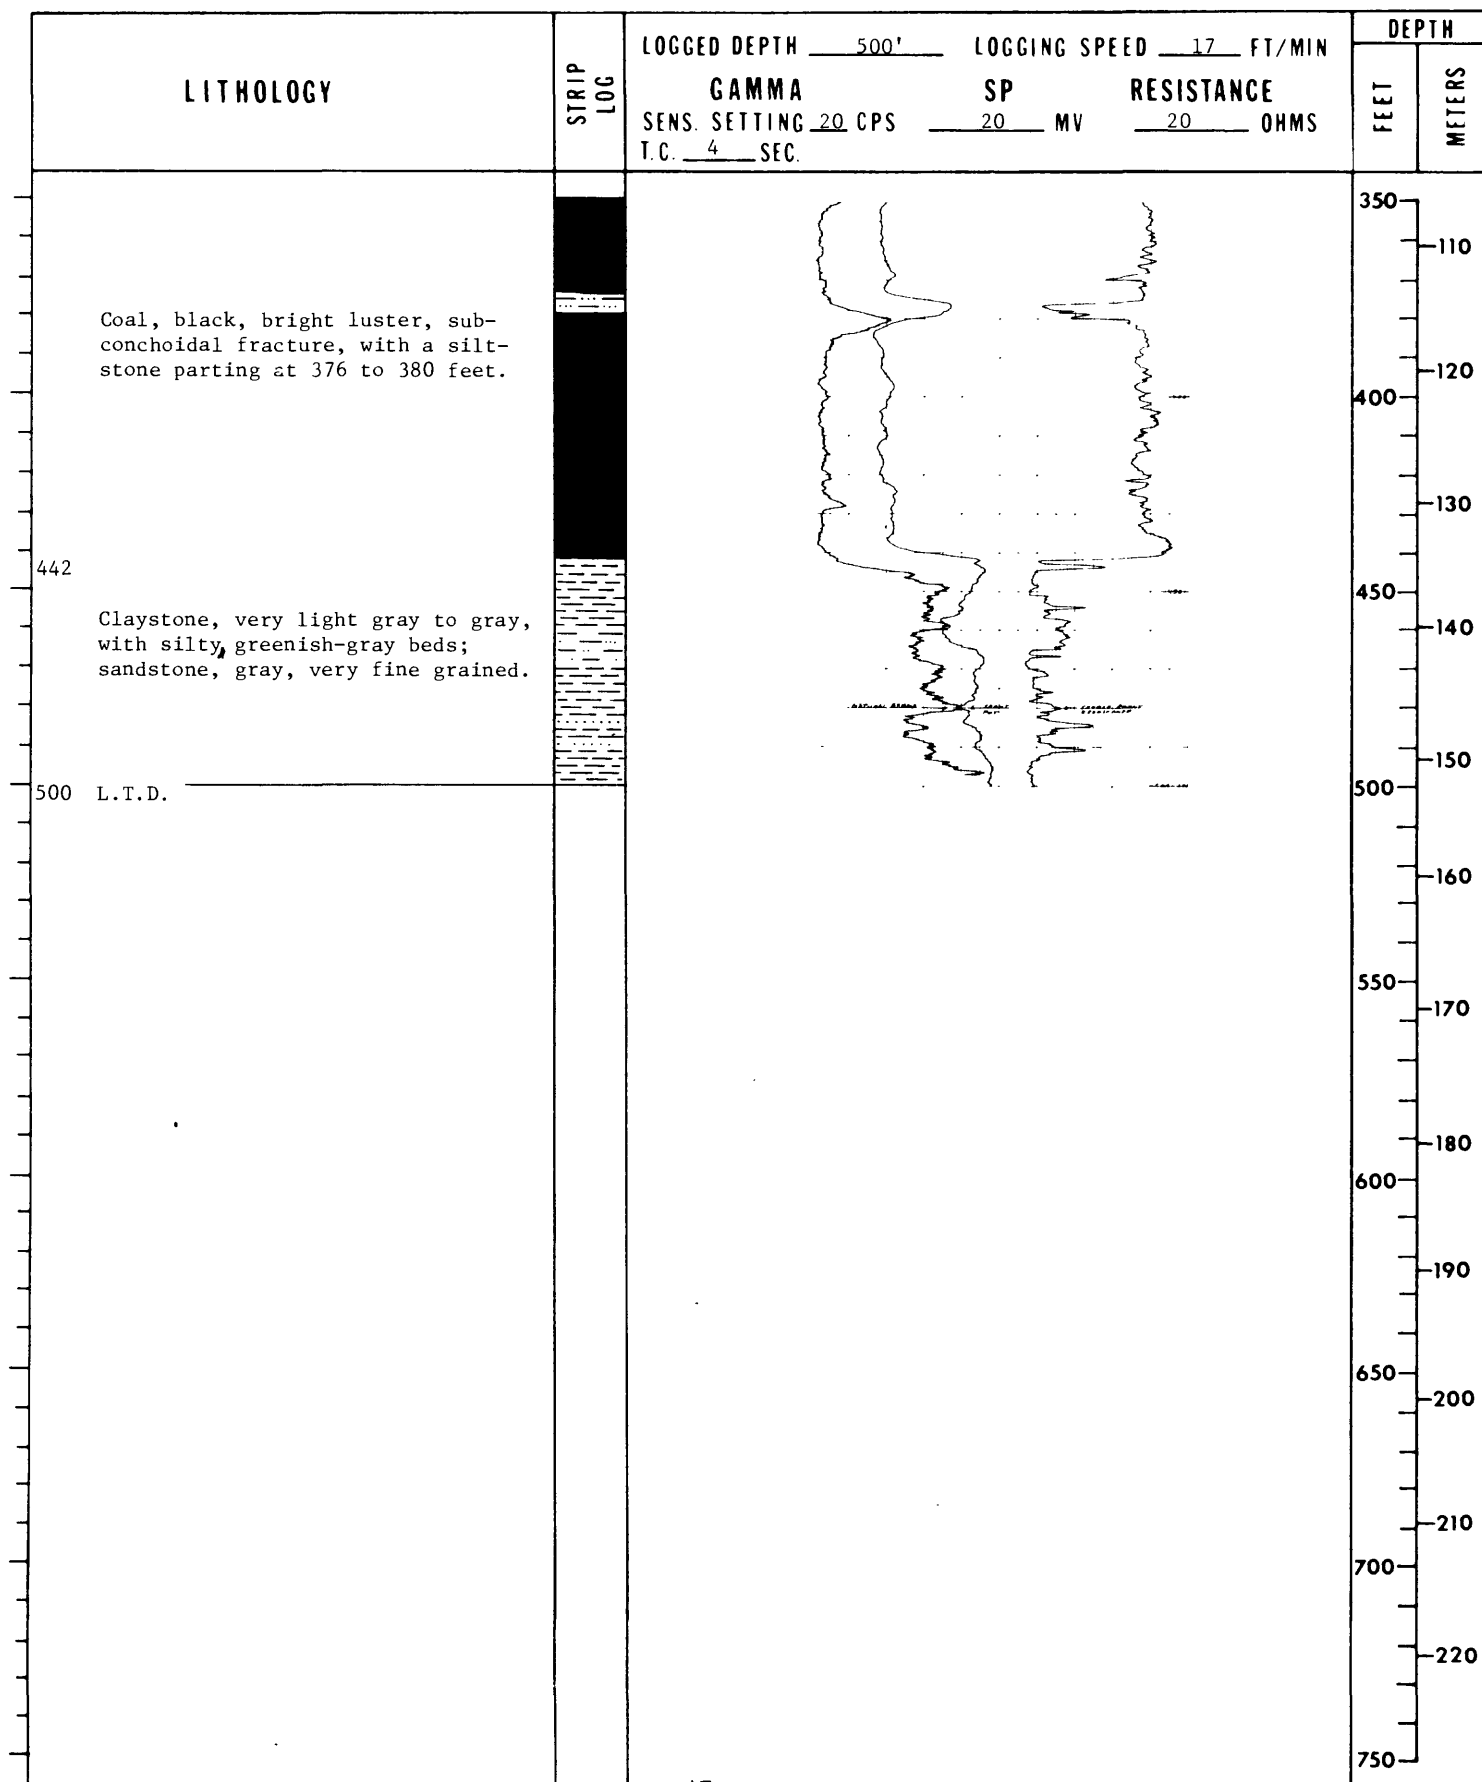 LITHOLOGY
STRIP LOG
LOGGED DEPTH 500' LOGGING SPEED 17 FT/MIN
GAMMA SP RESISTANCE
SENS. SETTING 20 CPS 20 MV 20 OHMS
T.C. 4 SEC.
DEPTH
FEET
METERS
350
110
Coal, black, bright luster, sub-
conchoidal fracture, with a silt-
stone parting at 376 to 380 feet.
120
400
130
442
450
Claystone, very light gray to gray,
with silty, greenish-gray beds;
sandstone, gray, very fine grained.
140
150
500 L.T.D.
500
160
550
170
180
600
190
650
200
210
700
220
750